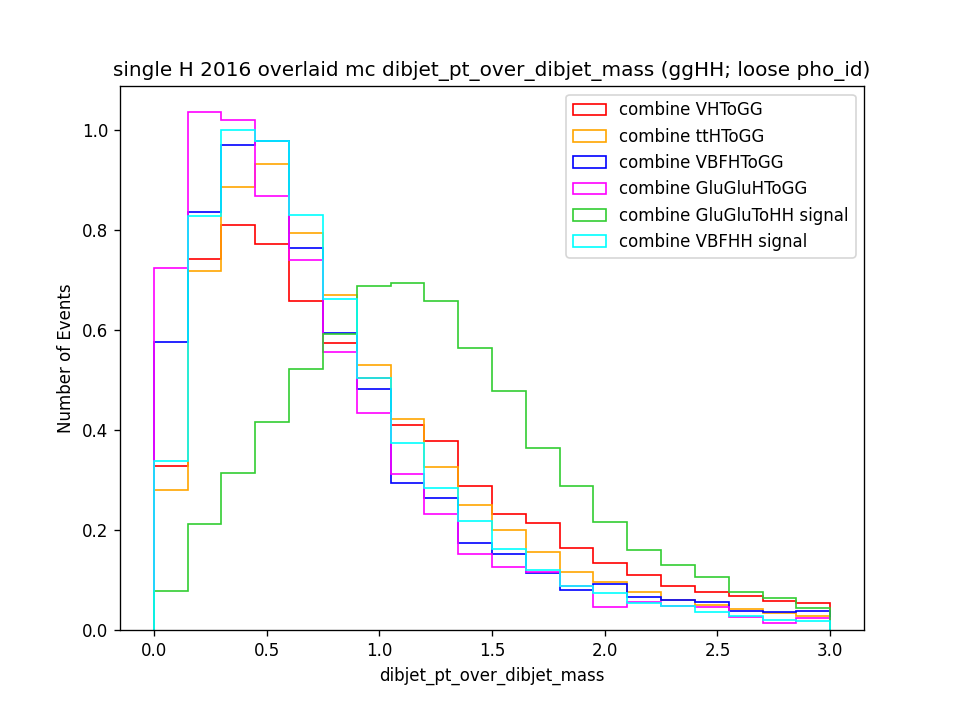 single H 2016 overlaid mc dibjet_pt_over_dibjet_mass (ggHH; loose pho_id)
combine VHToGG
combine ttHToGG
combine VBFHToGG
combine GluGluHToGG
combine GluGluToHH signal
combine VBFHH signal
Number of Events
1.0
0.8
0.6
0.4
0.2
0.0
0.0 0.5 1.0 1.5 2.0 2.5 3.0
dibjet_pt_over_dibjet_mass